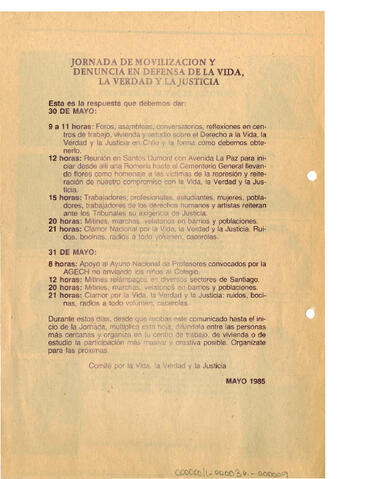 JORNADA DE MOVILIZACION Y
DENUNCIA EN DEFENSA DE LA VIDA,
LA VERDAD Y LA JUSTICIA
Esta es la respuesta que debemos dar:
30 DE MAYO:
9 a 11 horas: Foros, asambleas, conversatorios, reflexiones en cen-
tros de trabajo, vivienda y estudio sobre el Derecho a la Vida, la
Verdad y la Justicia en Chile y la forma cómo debemos obte-
nerlo.
12 horas: Reunión en Santos Dumont con Avenida La Paz para ini-
ciar desde allí una Romería hasta el Cementerio General llevan-
do flores como homenaje a las víctimas de la represión y reite-
ración de nuestro compromiso con la Vida, la Verdad y la Jus-
ticia.
15 horas: Trabajadores, profesionales, estudiantes, mujeres, pobla-
dores, trabajadores de los derechos humanos y artistas reiteran
ante los Tribunales su exigencia de Justicia.
20 horas: Mítines, marchas, velatones en barrios y poblaciones.
21 horas: Clamor Nacional por la Vida, la Verdad y la Justicia. Rui-
dos, bocinas, radios a todo volumen, cacerolas.
31 DE MAYO:
8 horas: Apoyo al Ayuno Nacional de Profesores convocados por la
AGECH no enviando los niños al Colegio.
12 horas: Mítines relámpagos en diversos sectores de Santiago.
20 horas: Mítines, marchas, velatones en barrios y poblaciones.
21 horas: Clamor por la Vida, la Verdad y la Justicia: ruidos, boci-
nas, radios a todo volumen, cacerolas.
Durante estos días, desde que recibas este comunicado hasta el ini-
cio de la Jornada, multiplica esta hoja, difúndela entre las personas
más cercanas y organiza en tu centro de trabajo, de vivienda o de
estudio la participación más masiva y creativa posible. Organízate
para las próximas.
Comité por la Vida, la Verdad y la Justicia
MAYO 1985